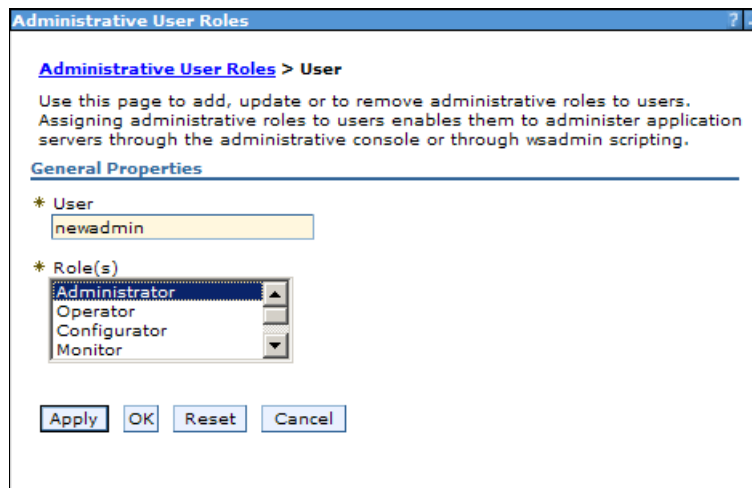 Administrative User Roles ? -
Administrative User Roles > User
Use this page to add, update or to remove administrative roles to users.
Assigning administrative roles to users enables them to administer application
servers through the administrative console or through wsadmin scripting.
General Properties
* User
newadmin
* Role(s)
Administrator
Operator
Configurator
Monitor
Apply OK Reset Cancel